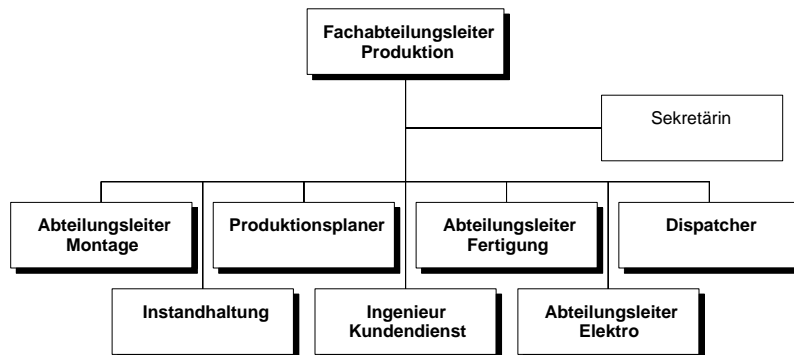 Fachabteilungsleiter
Produktion
Sekretärin
Abteilungsleiter
Montage
Produktionsplaner
Abteilungsleiter
Fertigung
Dispatcher
Instandhaltung
Ingenieur
Kundendienst
Abteilungsleiter
Elektro